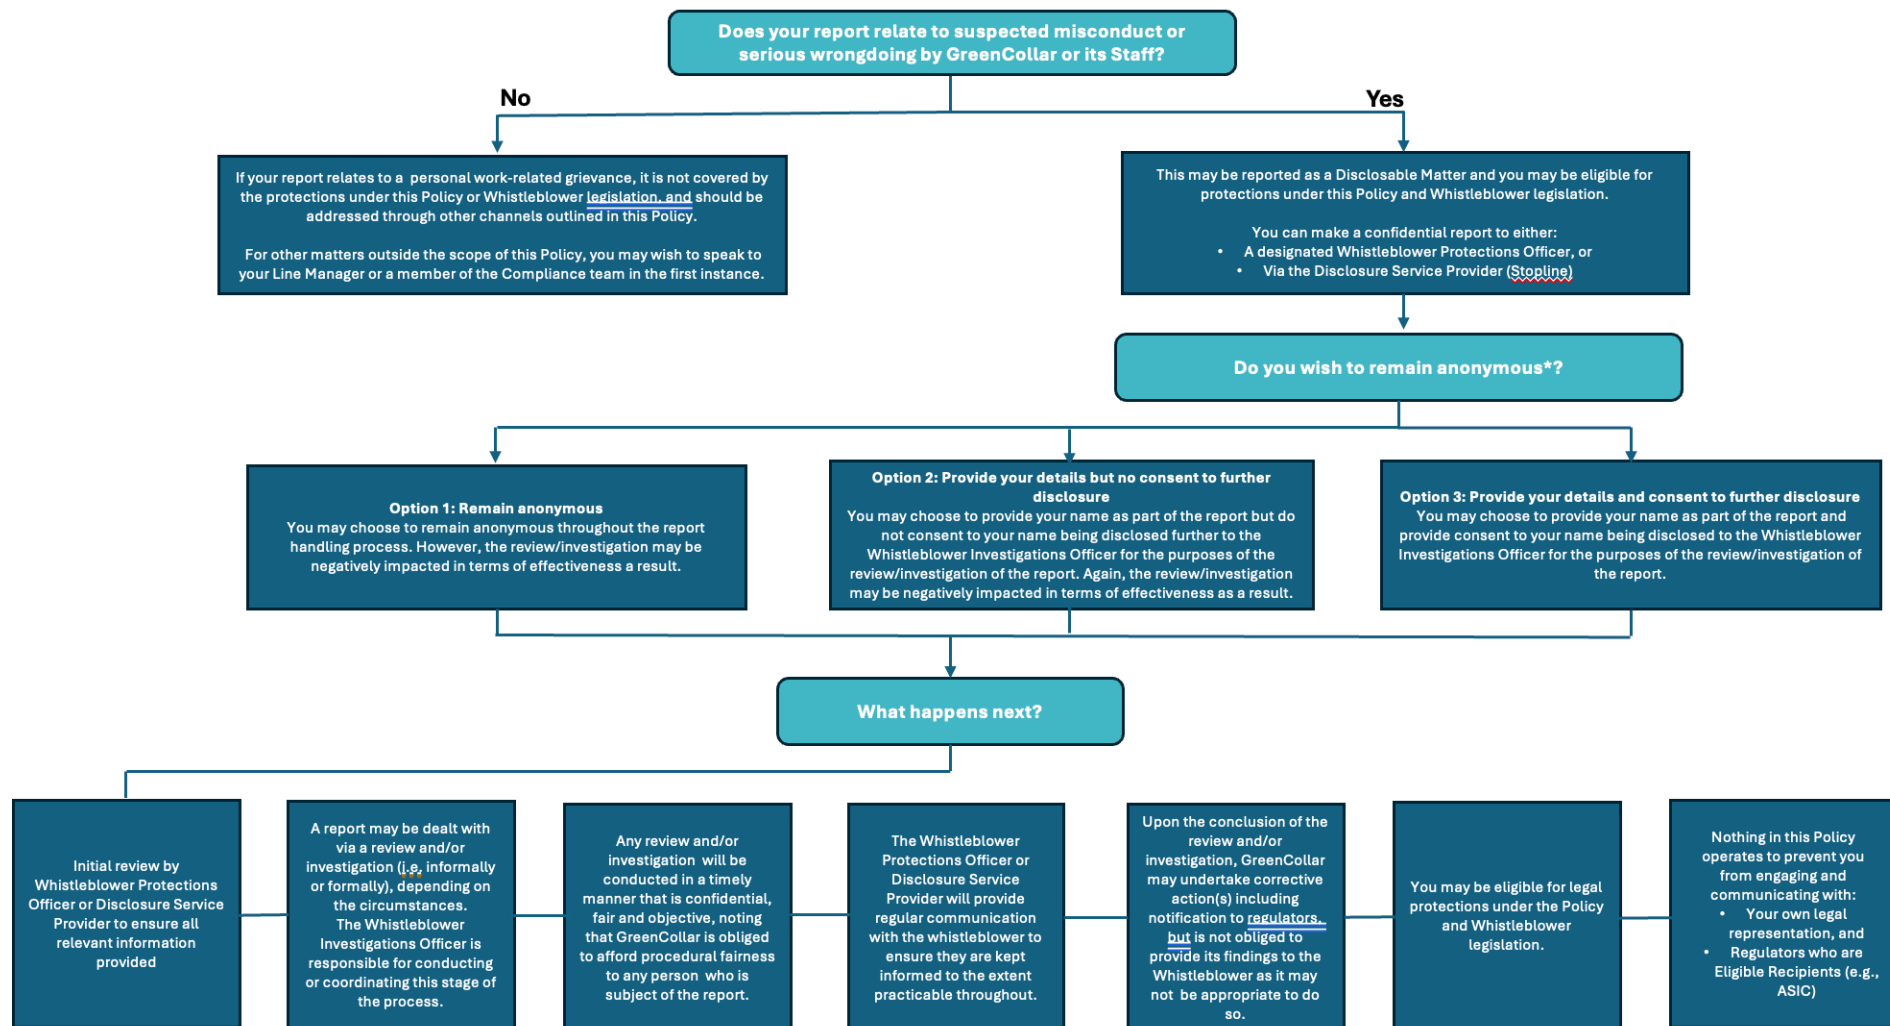 Does your report relate to suspected misconduct or
serious wrongdoing by GreenCollar or its Staff?
No
Yes
If your report relates to a personal work-related grievance, it is not covered by
the protections under this Policy or Whistleblower legislation, and should be
addressed through other channels outlined in this Policy.
For other matters outside the scope of this Policy, you may wish to speak to
your Line Manager or a member of the Compliance team in the first instance.
This may be reported as a Disclosable Matter and you may be eligible for
protections under this Policy and Whistleblower legislation.
You can make a confidential report to either:
• A designated Whistleblower Protections Officer, or
• Via the Disclosure Service Provider (Stopline)
Do you wish to remain anonymous*?
Option 1: Remain anonymous
You may choose to remain anonymous throughout the report
handling process. However, the review/investigation may be
negatively impacted in terms of effectiveness a result.
Option 2: Provide your details but no consent to further
disclosure
You may choose to provide your name as part of the report but do
not consent to your name being disclosed further to the
Whistleblower Investigations Officer for the purposes of the
review/investigation of the report. Again, the review/investigation
may be negatively impacted in terms of effectiveness as a result.
Option 3: Provide your details and consent to further disclosure
You may choose to provide your name as part of the report and
provide consent to your name being disclosed to the Whistleblower
Investigations Officer for the purposes of the review/investigation of
the report.
What happens next?
Initial review by
Whistleblower Protections
Officer or Disclosure Service
Provider to ensure all
relevant information
provided
A report may be dealt with
via a review and/or
investigation (i.e. informally
or formally), depending on
the circumstances.
The Whistleblower
Investigations Officer is
responsible for conducting
or coordinating this stage of
the process.
Any review and/or
investigation will be
conducted in a timely
manner that is confidential,
fair and objective, noting
that GreenCollar is obliged
to afford procedural fairness
to any person who is
subject of the report.
The Whistleblower
Protections Officer or
Disclosure Service
Provider will provide
regular communication
with the whistleblower to
ensure they are kept
informed to the extent
practicable throughout.
Upon the conclusion of the
review and/or
investigation, GreenCollar
may undertake corrective
action(s) including
notification to regulators,
but is not obliged to
provide its findings to the
Whistleblower as it may
not be appropriate to do
so.
You may be eligible for legal
protections under the Policy
and Whistleblower
legislation.
Nothing in this Policy
operates to prevent you
from engaging and
communicating with:
• Your own legal
representation, and
• Regulators who are
Eligible Recipients (e.g.,
ASIC)